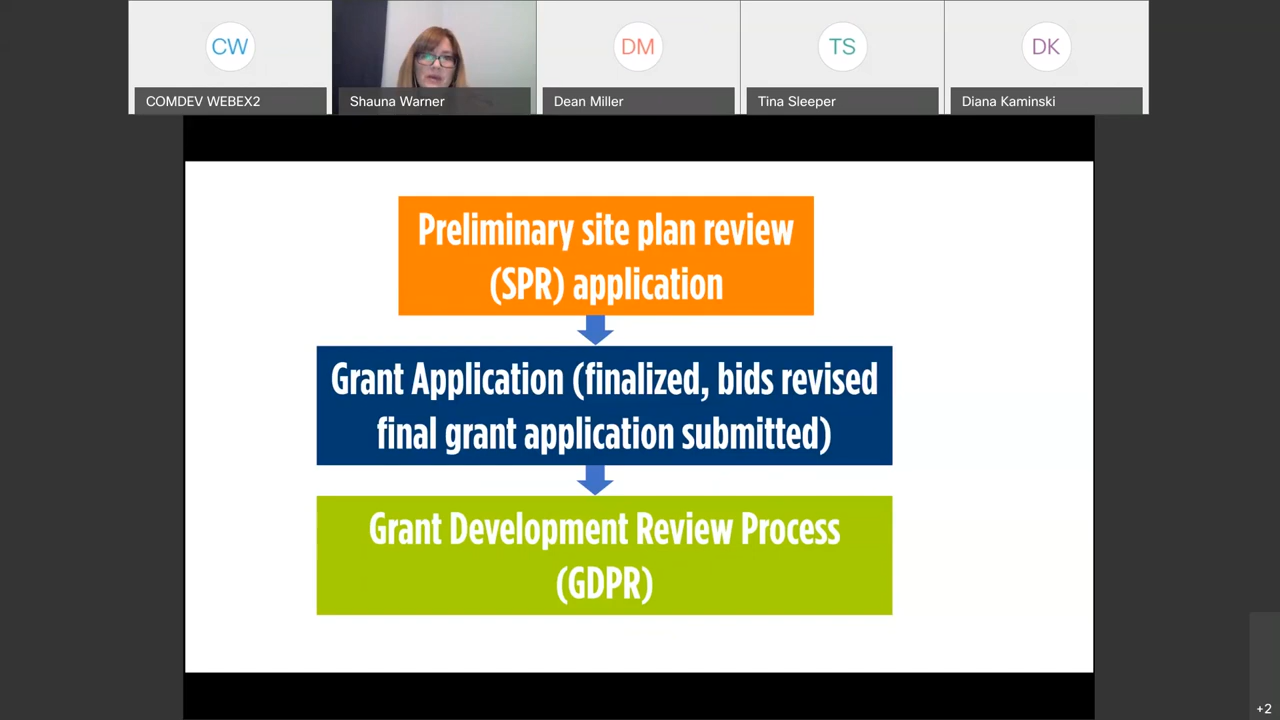 CW
DM
TS
DK
COMDEV WEBEX2
Shauna Warner
Dean Miller
Tina Sleeper
Diana Kaminski
Preliminary site plan review
(SPR) application
Grant Application (finalized, bids revised
final grant application submitted)
Grant Development Review Process
(GDPR)
+2